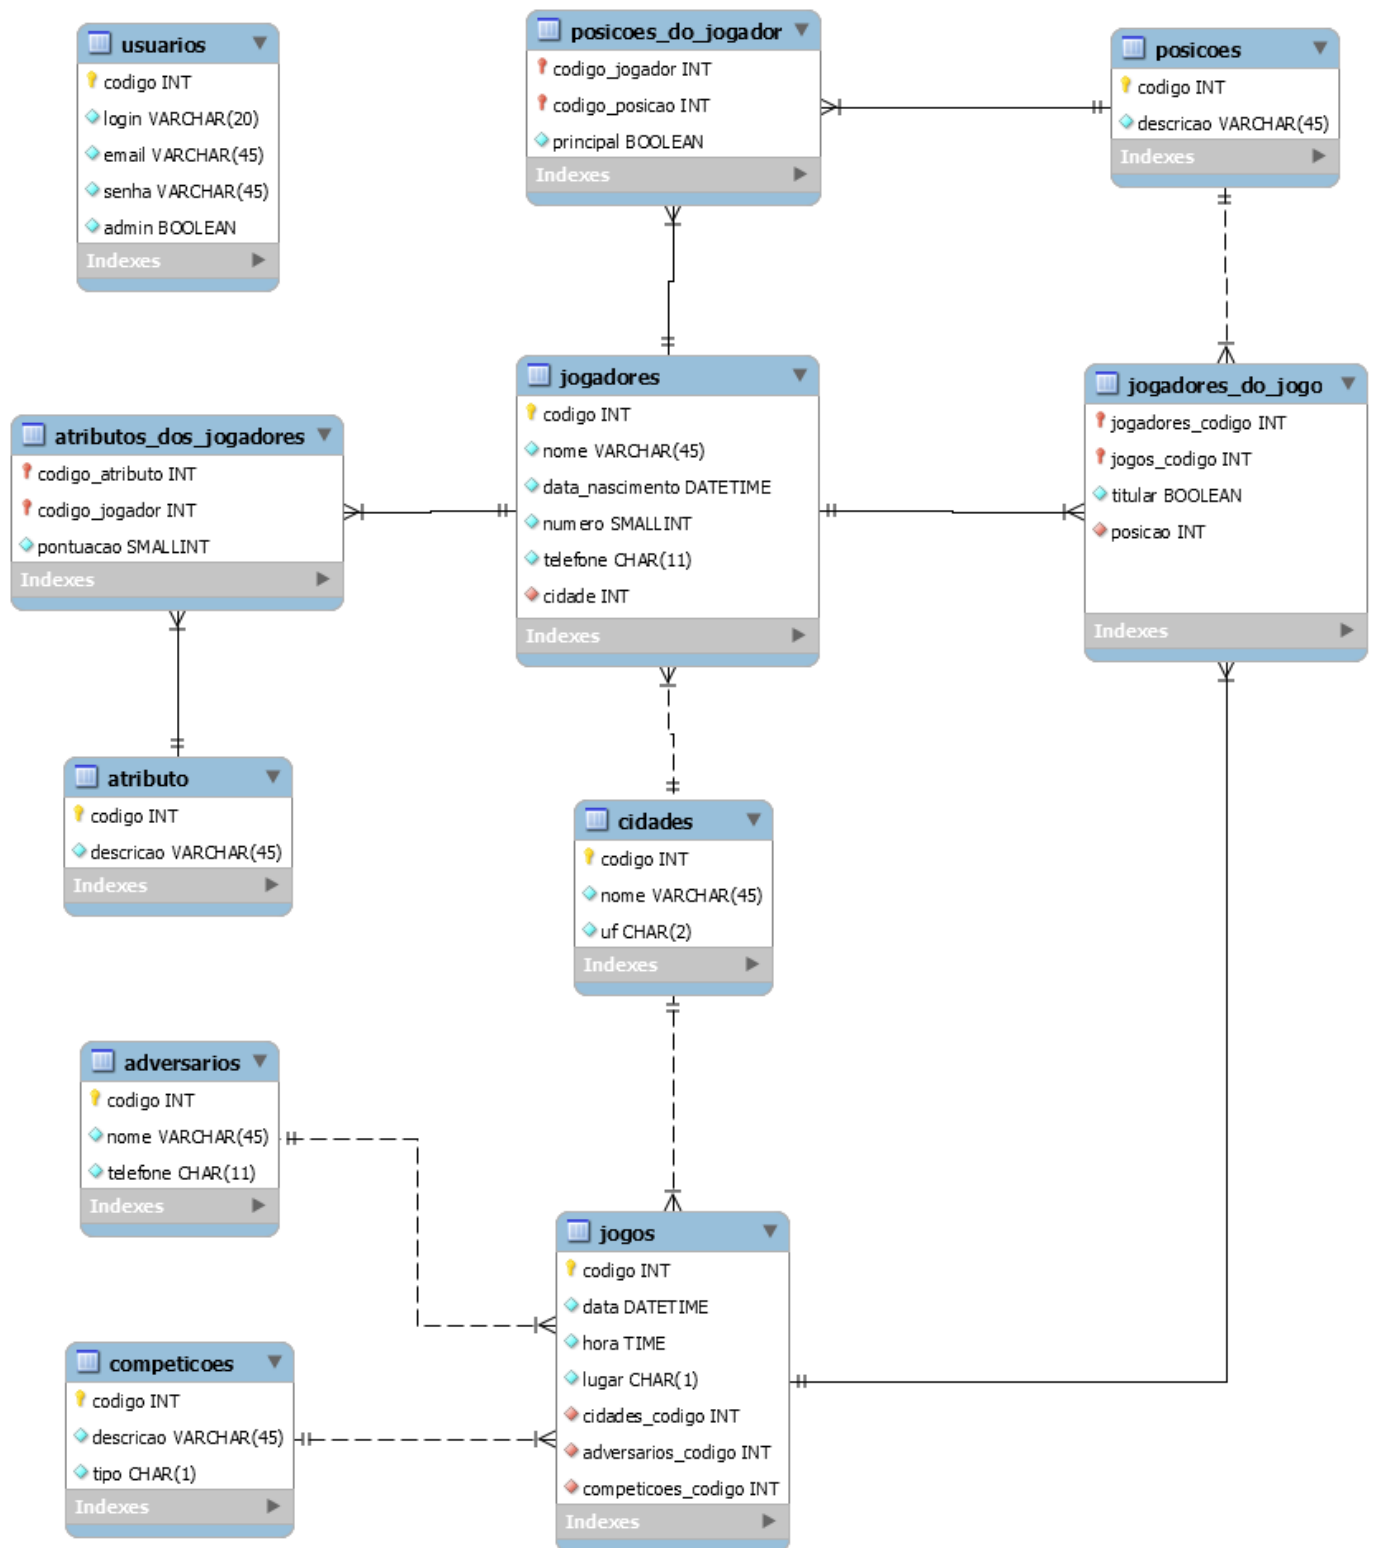 usuarios
codigo INT
login VARCHAR(20)
email VARCHAR(45)
senha VARCHAR(45)
admin BOOLEAN
Indexes
posicoes_do_jogador
codigo_jogador INT
codigo_posicao INT
principal BOOLEAN
Indexes
posicoes
codigo INT
descricao VARCHAR(45)
Indexes
atributos_dos_jogadores
codigo_atributo INT
codigo_jogador INT
pontuacao SMALLINT
Indexes
jogadores
codigo INT
nome VARCHAR(45)
data_nascimento DATETIME
numero SMALLINT
telefone CHAR(11)
cidade INT
Indexes
jogadores_do_jogo
jogadores_codigo INT
jogos_codigo INT
titular BOOLEAN
posicao INT
Indexes
atributo
codigo INT
descricao VARCHAR(45)
Indexes
cidades
codigo INT
nome VARCHAR(45)
uf CHAR(2)
Indexes
adversarios
codigo INT
nome VARCHAR(45)
telefone CHAR(11)
Indexes
competicoes
codigo INT
descricao VARCHAR(45)
tipo CHAR(1)
Indexes
jogos
codigo INT
data DATETIME
hora TIME
lugar CHAR(1)
cidades_codigo INT
adversarios_codigo INT
competicoes_codigo INT
Indexes